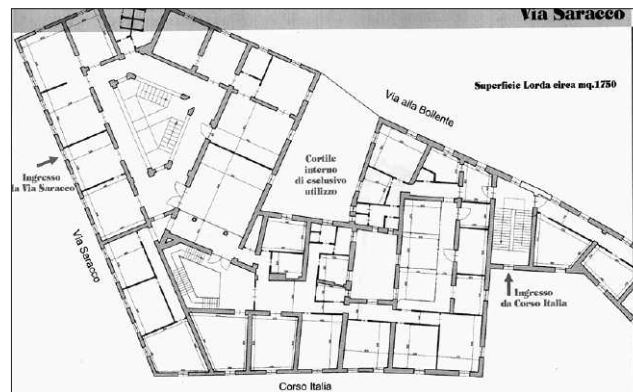 Via Saracco
Superficie Lorda circa mq.1750
Via alla Bollente
Cortile
interno
di esclusivo
utilizzo
Ingresso
da Via Saracco
Via Saracco
Ingresso
da Corso Italia
Corso Italia